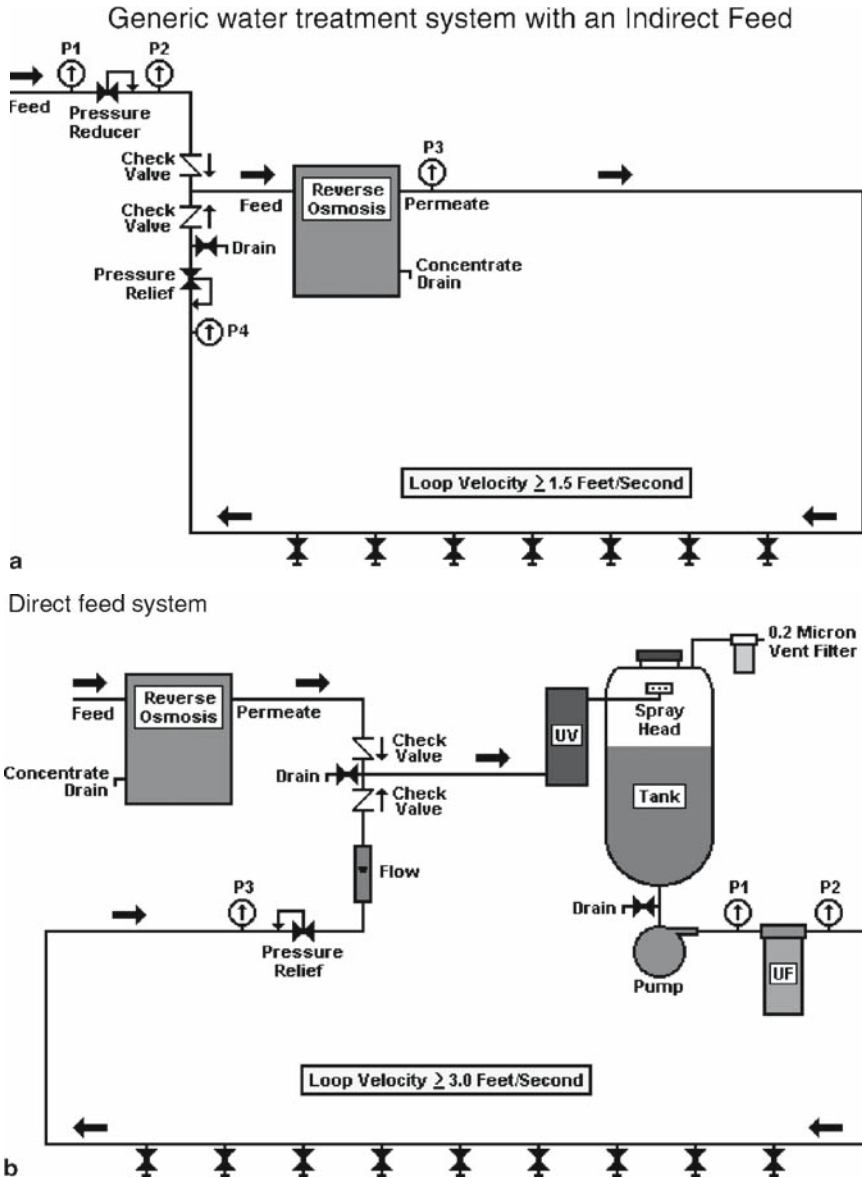 Generic water treatment system with an Indirect Feed
P1
P2
Feed
Pressure
Reducer
Check
Valve
P3
Feed
Reverse
Osmosis
Permeate
Check
Valve
Drain
Concentrate
Drain
Pressure
Relief
P4
Loop Velocity ≥ 1.5 Feet/Second
a
Direct feed system
0.2 Micron
Vent Filter
Feed
Reverse
Osmosis
Permeate
Spray
Head
UV
Check
Valve
Concentrate
Drain
Drain
Check
Valve
Tank
Flow
P3
Pressure
Relief
Drain
P1
P2
Pump
UF
Loop Velocity ≥ 3.0 Feet/Second
b